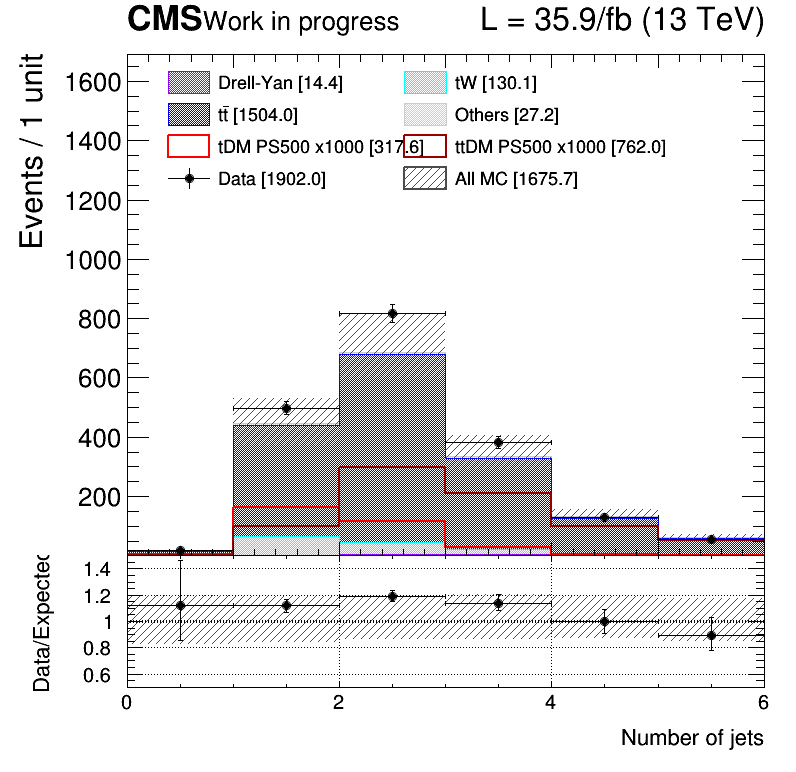 CMS Work in progress L = 35.9/fb (13 TeV)
Events / 1 unit
1600
1400
1200
1000
800
600
400
200
Drell-Yan [14.4] tW [130.1]
tt̄ [1504.0] Others [27.2]
tDM PS500 x1000 [317.6] ttDM PS500 x1000 [762.0]
Data [1902.0] All MC [1675.7]
Data/Expected
1.4
1.2
1
0.8
0.6
0 2 4 6
Number of jets